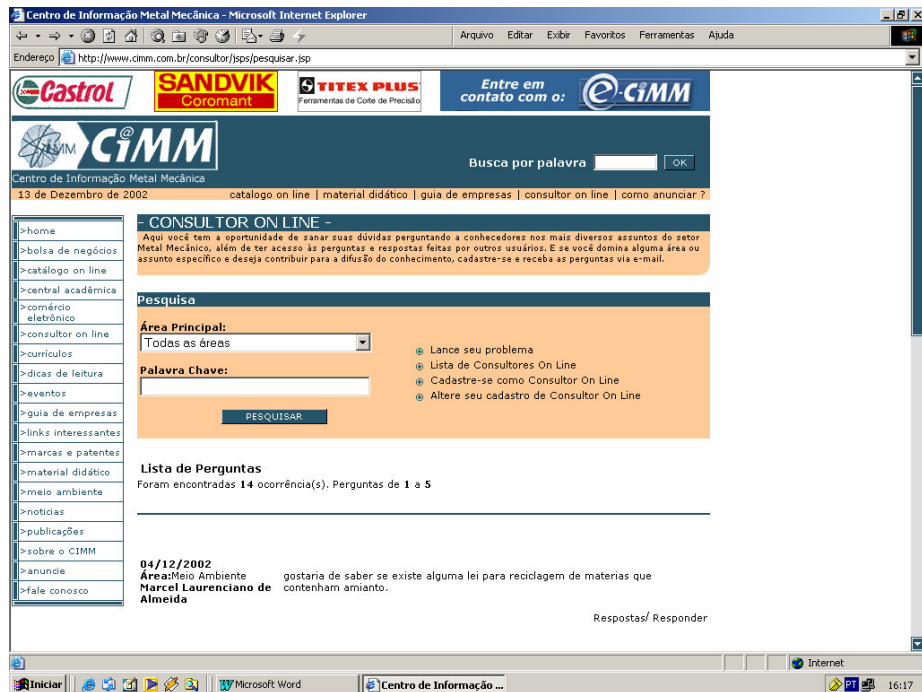 Centro de Informação Metal Mecânica - Microsoft Internet Explorer
Arquivo Editar Exibir Favoritos Ferramentas Ajuda
Endereço http://www.cimm.com.br/consultor/jsps/pesquisar.jsp
Castrol
SANDVIK
Coromant
TITEX PLUS
Ferramentas de Corte de Precisão
Entre em
contato com o:
@-CiMM
CiMM
@
CiMM
Centro de Informação Metal Mecânica
Busca por palavra OK
13 de Dezembro de 2002
catalogo on line | material didático | guia de empresas | consultor on line | como anunciar ?
>home
>bolsa de negócios
>catálogo on line
>central acadêmica
>comércio
eletrônico
>consultor on line
>currículos
>dicas de leitura
>eventos
>guia de empresas
>links interessantes
>marcas e patentes
>material didático
>meio ambiente
>noticias
>publicações
>sobre o CIMM
>anuncie
>fale conosco
- CONSULTOR ON LINE -
Aqui você tem a oportunidade de sanar suas dúvidas perguntando a conhecedores nos mais diversos assuntos do setor
Metal Mecânico, além de ter acesso às perguntas e respostas feitas por outros usuários. E se você domina alguma área ou
assunto específico e deseja contribuir para a difusão do conhecimento, cadastre-se e receba as perguntas via e-mail.
Pesquisa
Área Principal:
Todas as áreas
Palavra Chave:
PESQUISAR
Lance seu problema
Lista de Consultores On Line
Cadastre-se como Consultor On Line
Altere seu cadastro de Consultor On Line
Lista de Perguntas
Foram encontradas 14 ocorrência(s). Perguntas de 1 a 5
04/12/2002
Área:Meio Ambiente
Marcel Laurenciano de
Almeida
gostaria de saber se existe alguma lei para reciclagem de materias que
contenham amianto.
Respostas/ Responder
Internet
Iniciar
Microsoft Word
Centro de Informação ...
PT
16:17